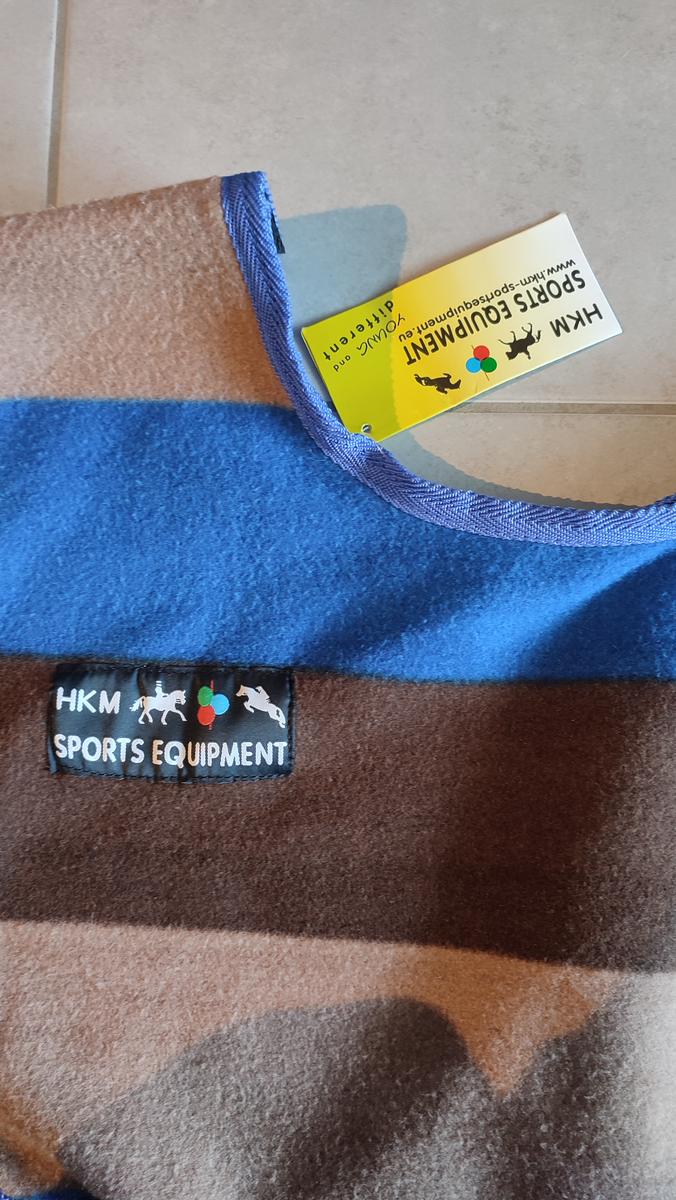 HKM
SPORTS EQUIPMENT
www.hkm-sportsequipment.eu
YOUNG and
different
HKM
SPORTS EQUIPMENT